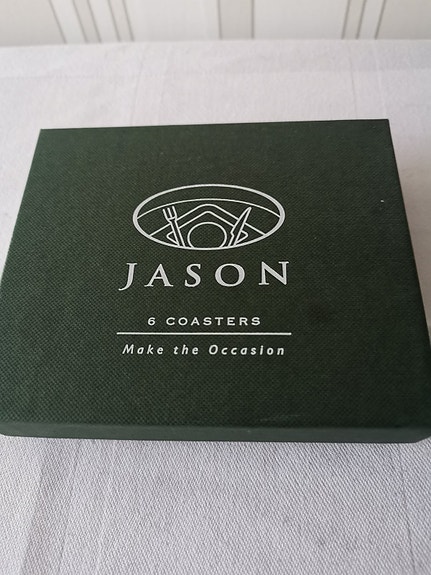 JASON
6 COASTERS
Make the Occasion